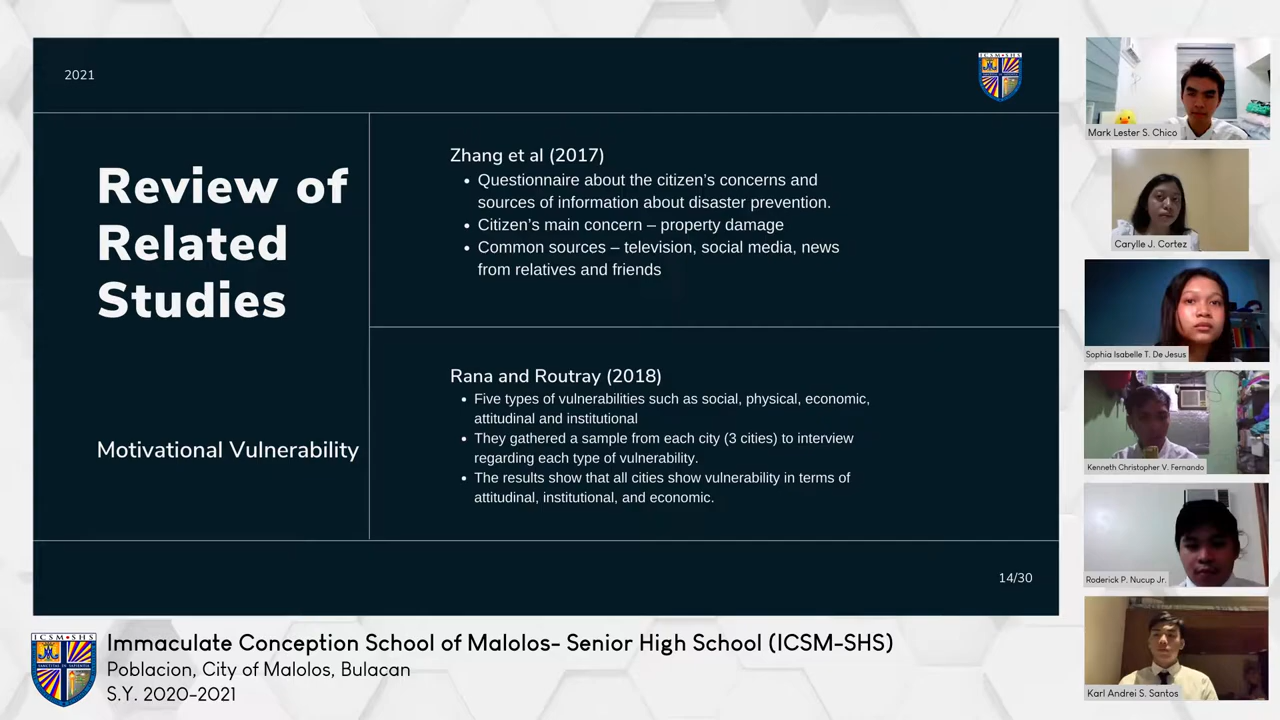 2021
ICSM•SHS
Review of
Related
Studies
Motivational Vulnerability
Zhang et al (2017)
• Questionnaire about the citizen's concerns and
sources of information about disaster prevention.
• Citizen's main concern – property damage
• Common sources – television, social media, news
from relatives and friends
Rana and Routray (2018)
• Five types of vulnerabilities such as social, physical, economic,
attitudinal and institutional
• They gathered a sample from each city (3 cities) to interview
regarding each type of vulnerability.
• The results show that all cities show vulnerability in terms of
attitudinal, institutional, and economic.
14/30
Mark Lester S. Chico
Carylle J. Cortez
Sophia Isabelle T. De Jesus
Kenneth Christopher V. Fernando
Roderick P. Nucup Jr.
Karl Andrei S. Santos
ICSM•SHS
Immaculate Conception School of Malolos- Senior High School (ICSM-SHS)
Poblacion, City of Malolos, Bulacan
S.Y. 2020-2021